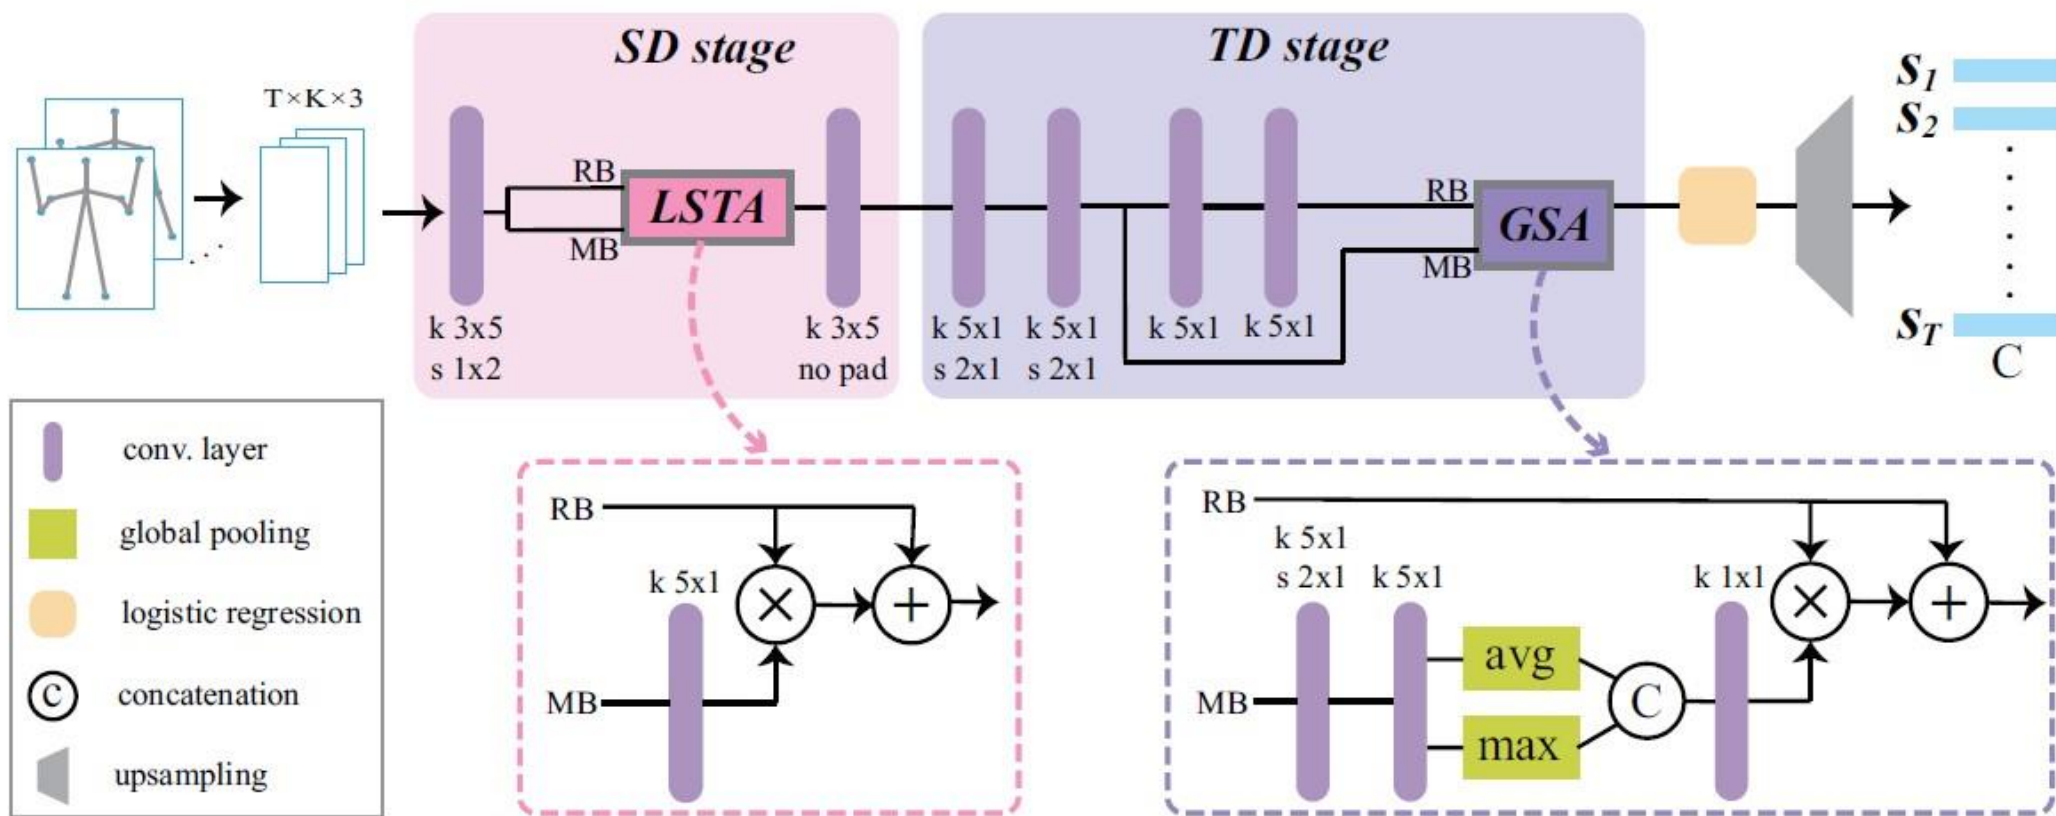 SD stage
TD stage
T×K×3
RB
LSTA
MB
RB
GSA
MB
k 3x5
s 1x2
k 3x5
no pad
k 5x1
s 2x1
k 5x1
s 2x1
k 5x1
k 5x1
S1
S2
ST
C
conv. layer
global pooling
logistic regression
C concatenation
upsampling
RB
k 5x1
× +
MB
RB
k 5x1
s 2x1
k 5x1
k 1x1
× +
avg
MB
C
max